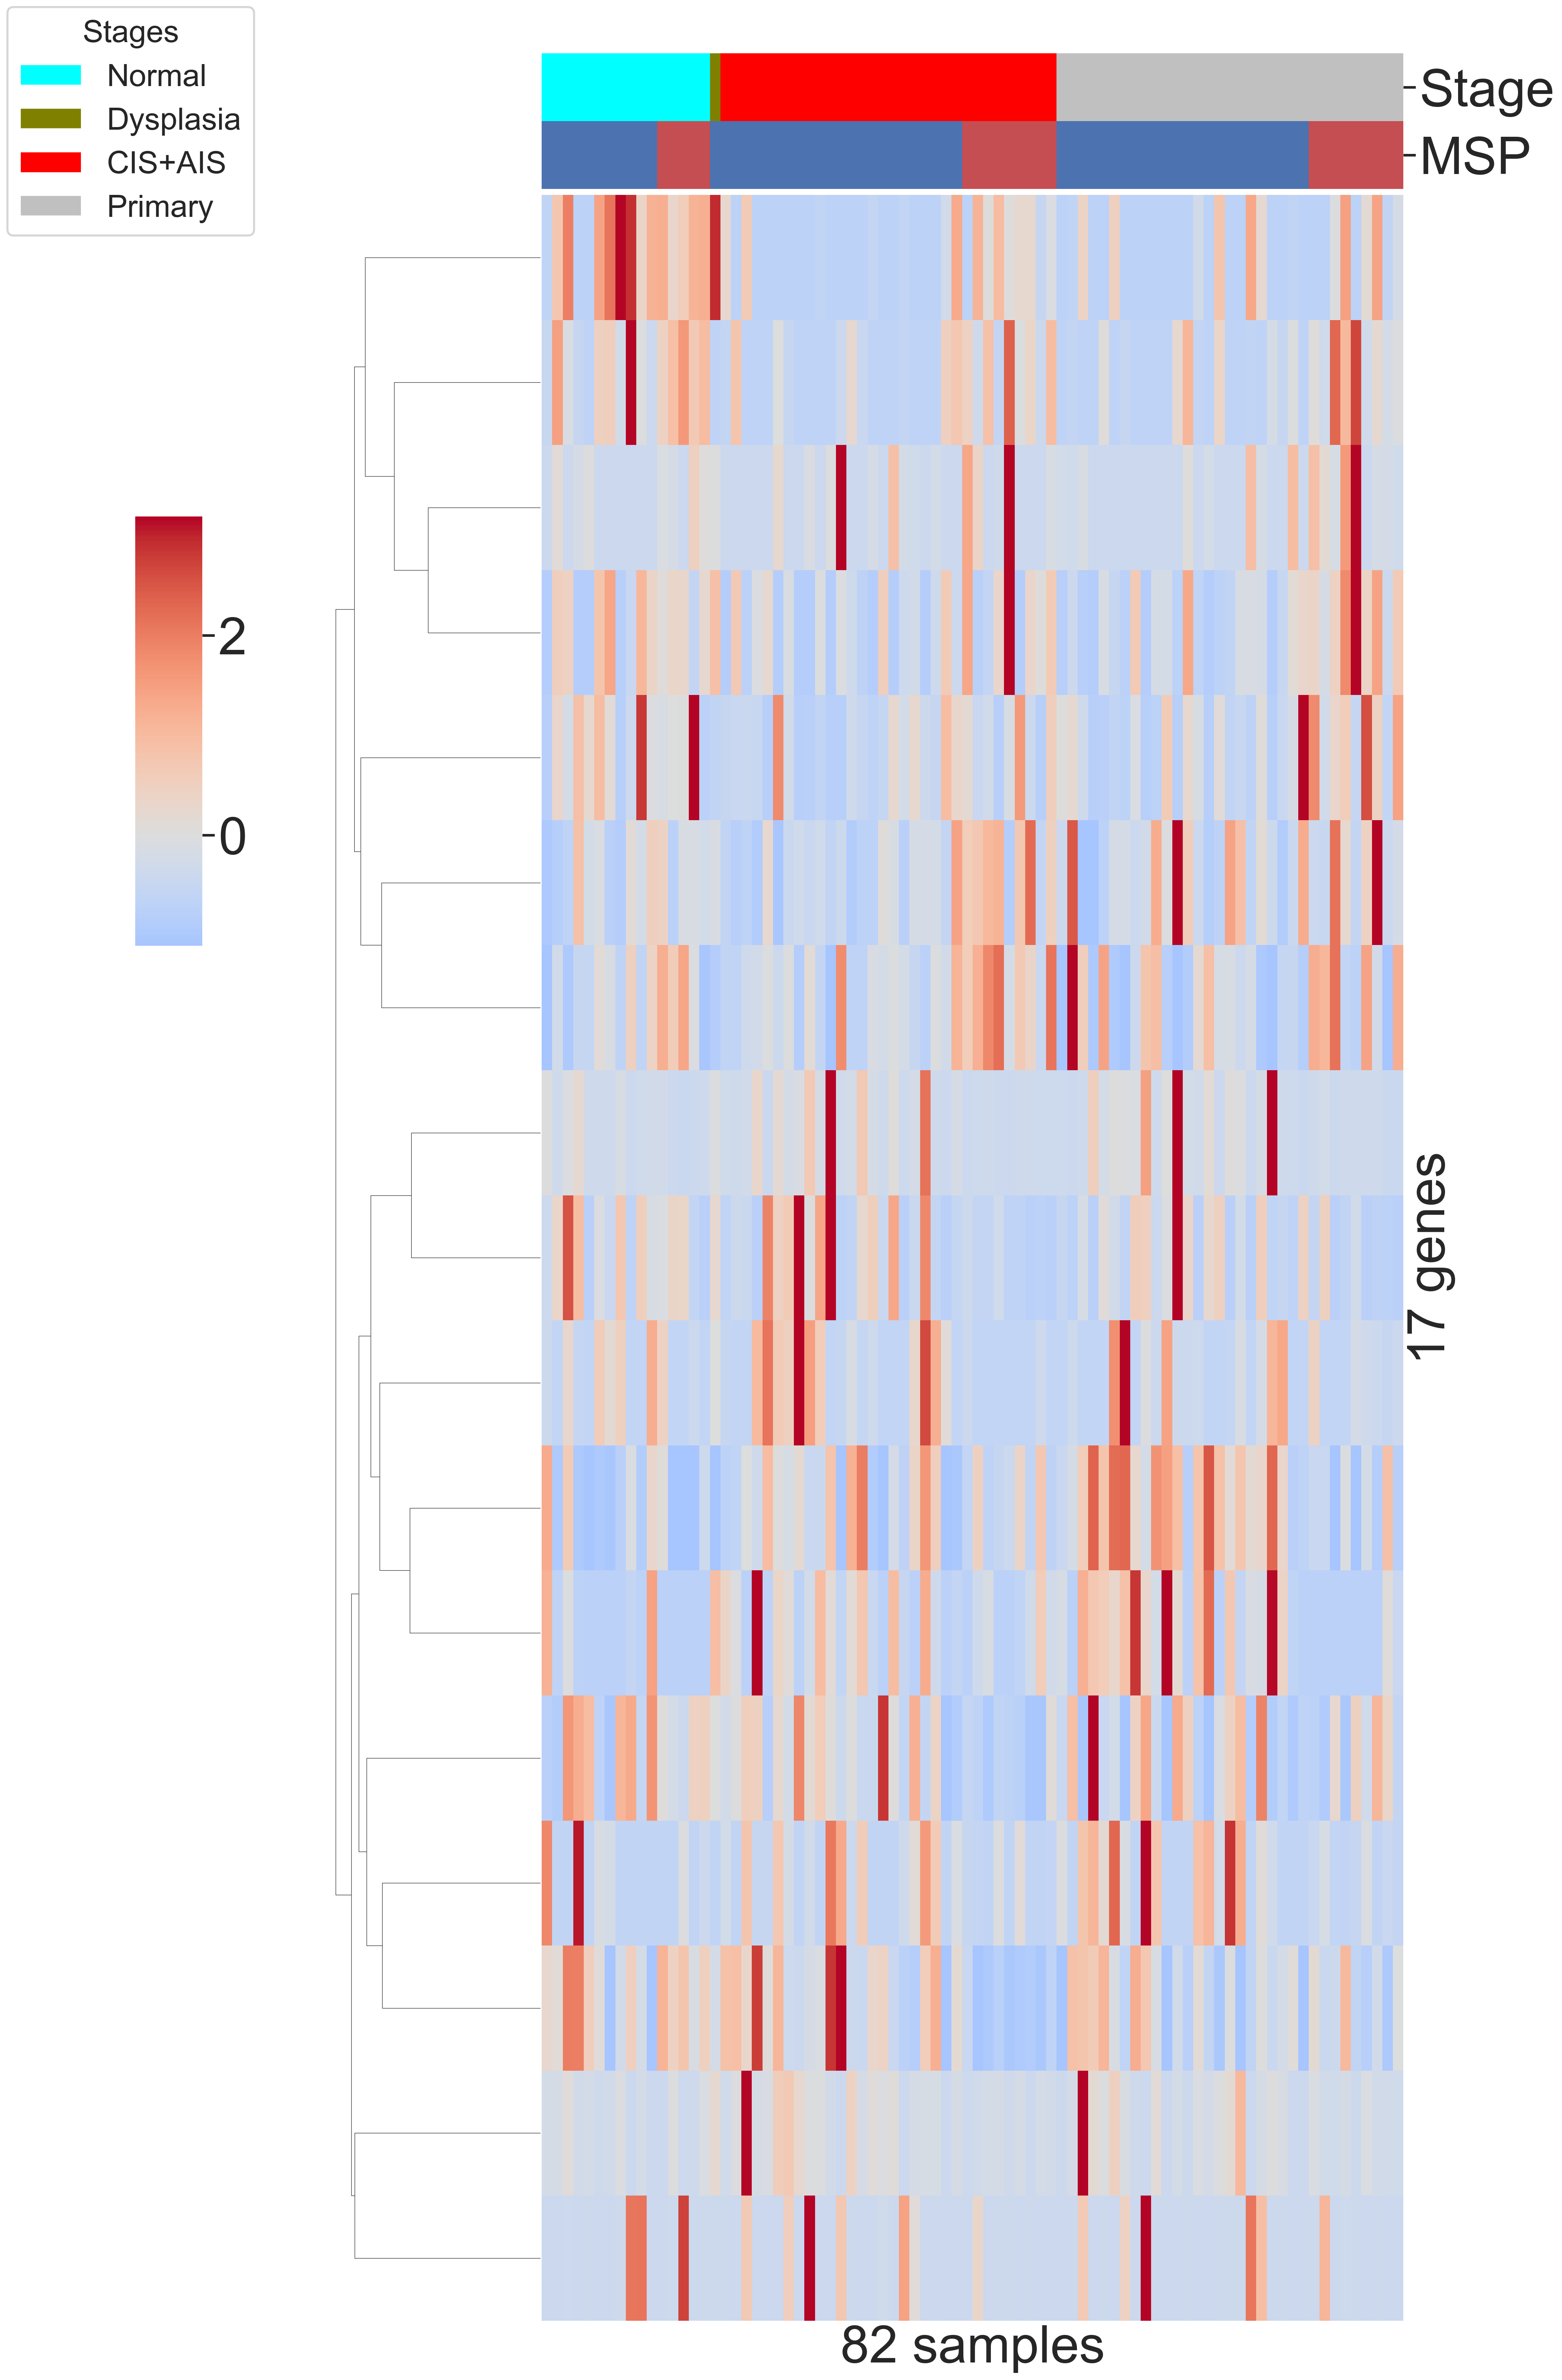 Stages
Normal
Dysplasia
CIS+AIS
Primary
Stage
MSP
2
0
17 genes
82 samples